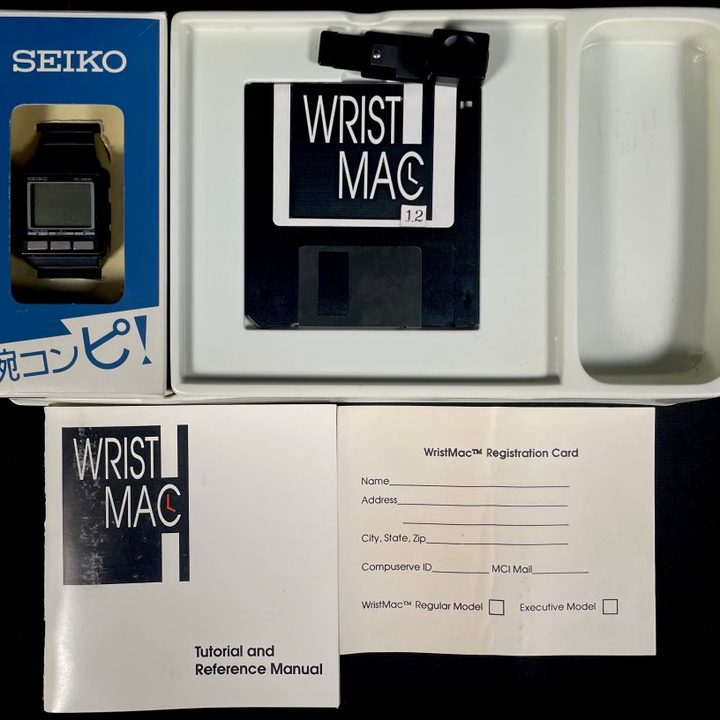 SEIKO
SEIKO
腕コンピ!
WRIST
MAC
1.2
WRIST
MAC
Tutorial and
Reference Manual
WristMac™ Registration Card
Name
Address
City, State, Zip
Compuserve ID MCI Mail
WristMac™ Regular Model Executive Model